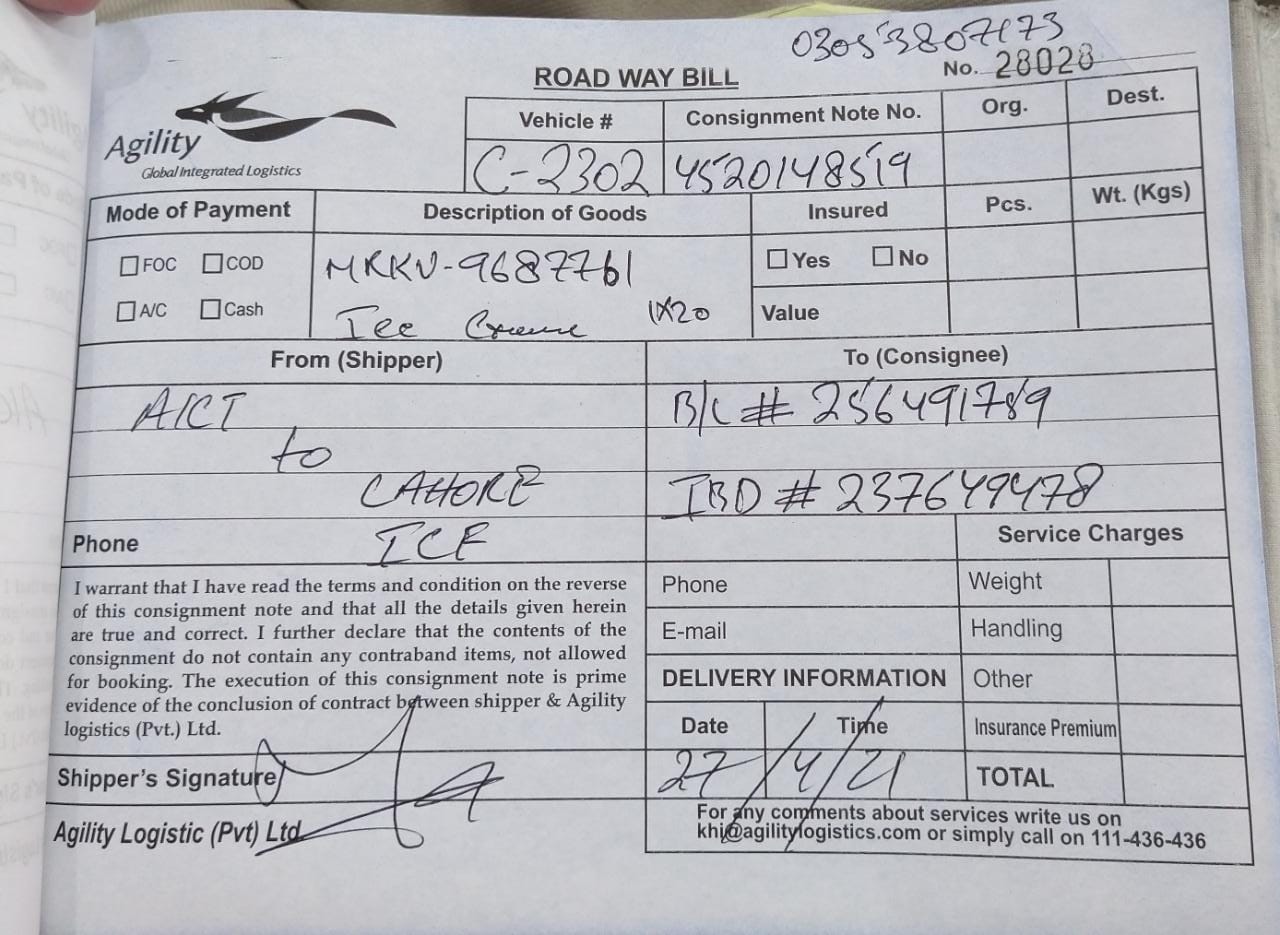 03053807173
ROAD WAY BILL
No. 28028
Agility
Global Integrated Logistics
Vehicle #
Consignment Note No.
Org.
Dest.
C-2302
4520148519
Mode of Payment
Description of Goods
Insured
Pcs.
Wt. (Kgs)
FOC
COD
MRKU-9687761
Yes
No
A/C
Cash
Ice Creme 1X20
Value
From (Shipper)
To (Consignee)
AICT
B/L # 256491789
to
LAHORE
IBD # 237649478
Phone
ICE
Service Charges
I warrant that I have read the terms and condition on the reverse
of this consignment note and that all the details given herein
are true and correct. I further declare that the contents of the
consignment do not contain any contraband items, not allowed
for booking. The execution of this consignment note is prime
evidence of the conclusion of contract between shipper & Agility
logistics (Pvt.) Ltd.
Phone
Weight
E-mail
Handling
DELIVERY INFORMATION
Other
Date
Time
Insurance Premium
27/4/21
TOTAL
Shipper's Signature
Agility Logistic (Pvt) Ltd
For any comments about services write us on
khi@agilitylogistics.com or simply call on 111-436-436